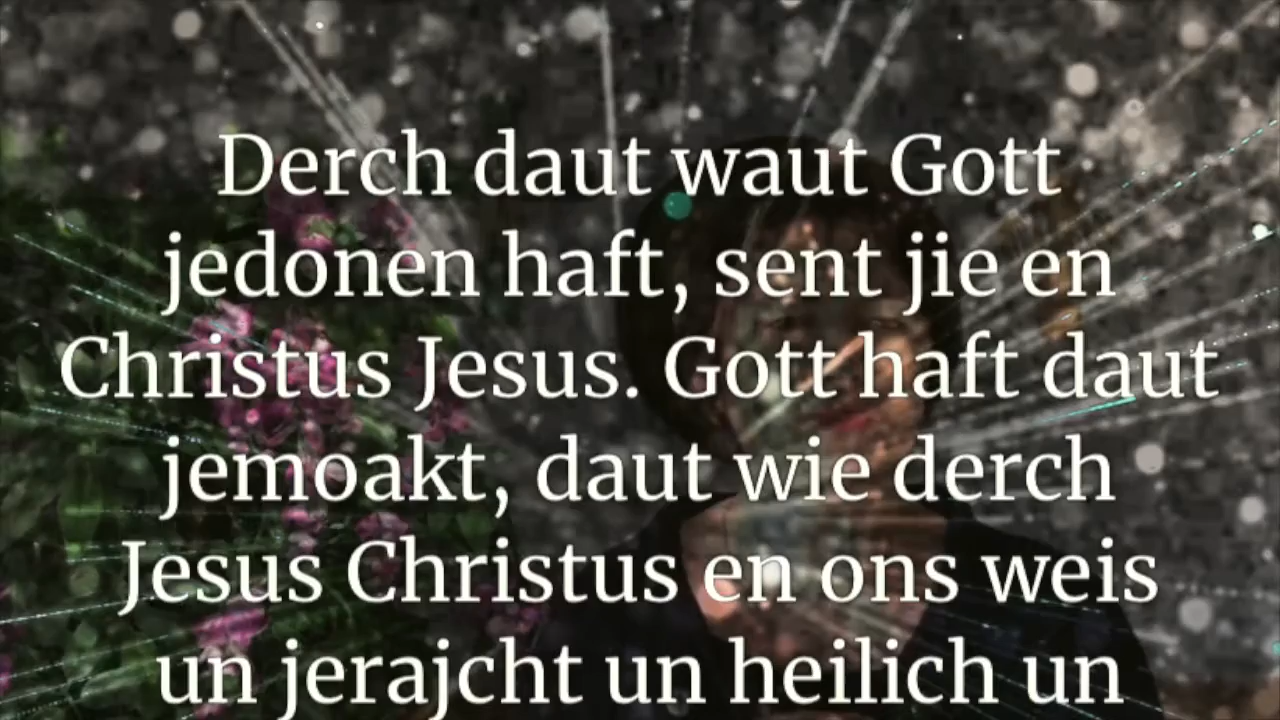 Derch daut waut Gott
jedonen haft, sent jie en
Christus Jesus. Gott haft daut
jemoakt, daut wie derch
Jesus Christus en ons weis
un jerajcht un heilich un